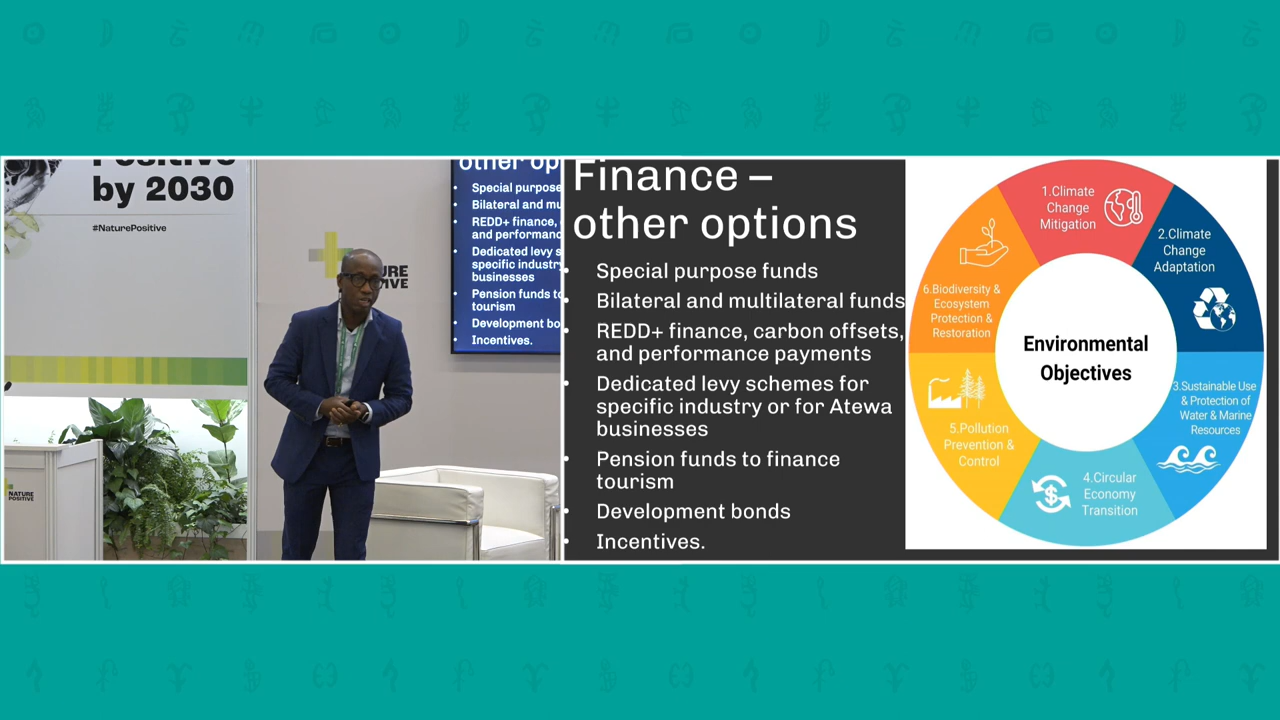 Positive
by 2030
#NaturePositive
NATURE
POSITIVE
URE
IVE
other op
• Special purpose
• Bilateral and mu
• REDD+ finance,
and performanc
• Dedicated levy s
specific industry
businesses
• Pension funds to
tourism
• Development bo
• Incentives.
Finance –
other options
• Special purpose funds
• Bilateral and multilateral funds
• REDD+ finance, carbon offsets,
and performance payments
• Dedicated levy schemes for
specific industry or for Atewa
businesses
• Pension funds to finance
tourism
• Development bonds
• Incentives.
Environmental
Objectives
1.Climate
Change
Mitigation
2.Climate
Change
Adaptation
3.Sustainable Use
& Protection of
Water & Marine
Resources
4.Circular
Economy
Transition
5.Pollution
Prevention &
Control
6.Biodiversity &
Ecosystem
Protection &
Restoration